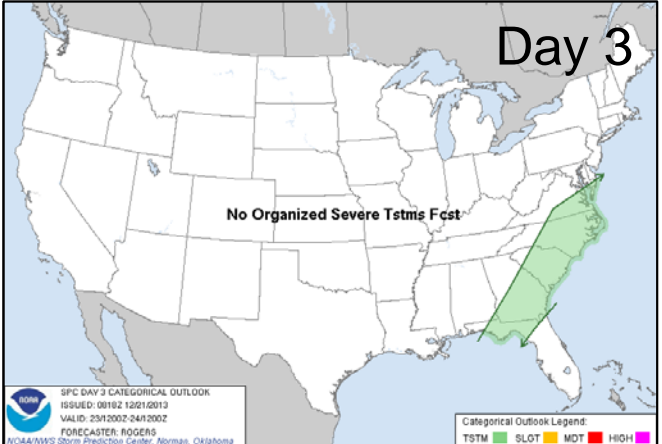 Day 3
No Organized Severe Tstms Fcst
NOAA
SPC DAY 3 CATEGORICAL OUTLOOK
ISSUED: 0818Z 12/21/2013
VALID: 23/1200Z-24/1200Z
FORECASTER: ROGERS
NOAA/NWS Storm Prediction Center, Norman, Oklahoma
Categorical Outlook Legend:
TSTM SLGT MDT HIGH